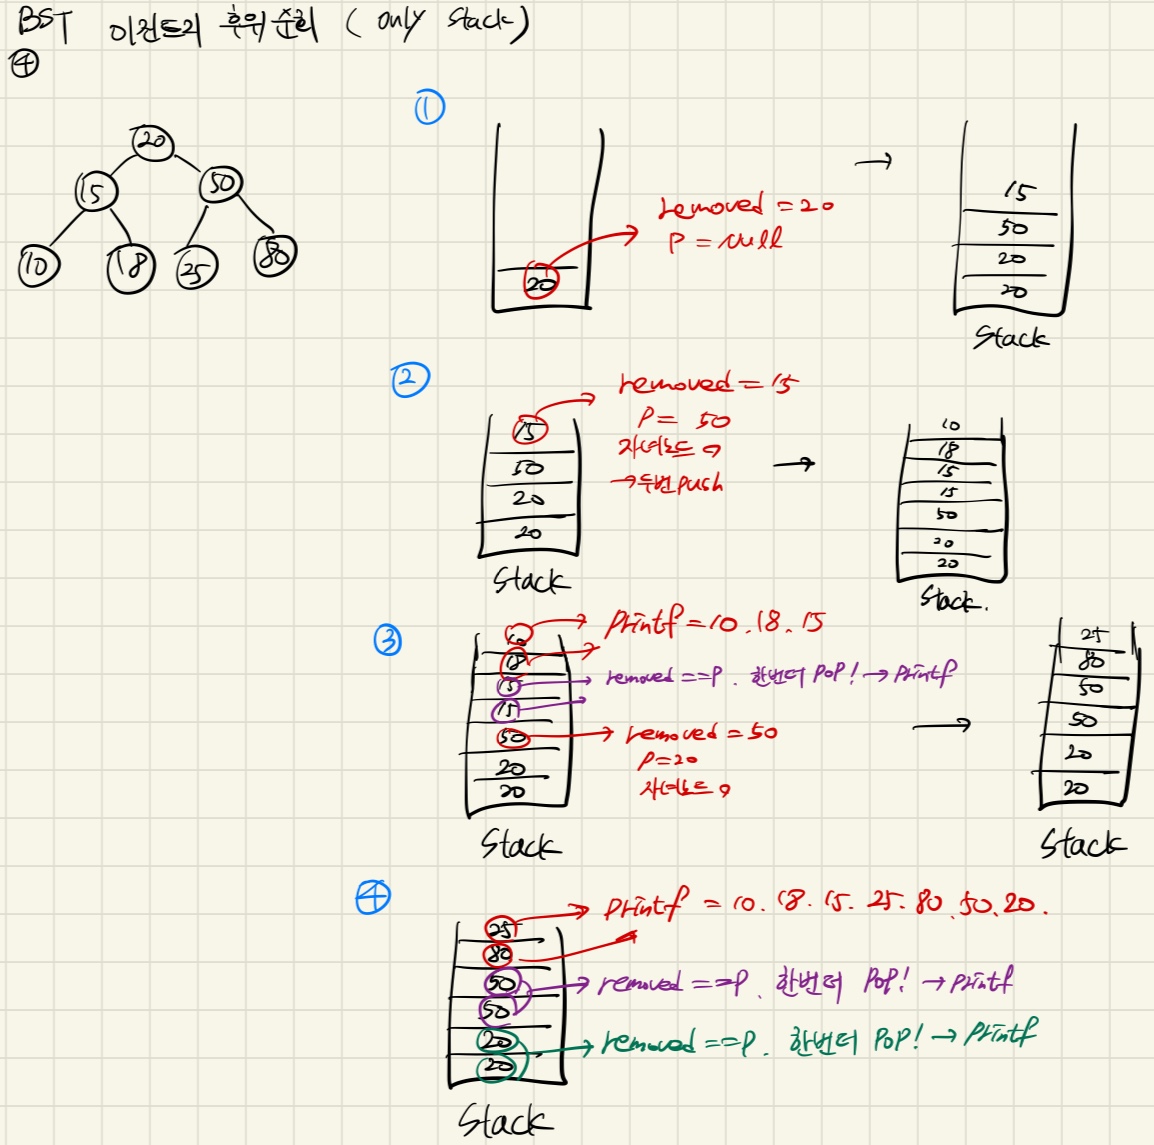 BST 이진트리 후위순회 (only stack)
④
20
15 50
10 18 25 80
①
20
removed = 20
P = null
→
15
50
20
20
Stack
②
15
50
20
20
Stack
removed = 15
P = 50
자녀노드 o
→ 두번 push
→
10
18
15
15
50
20
20
Stack.
③
10
18
15
15
50
20
20
Stack
Printf = 10. 18. 15
removed == P. 한번더 POP! → Printf
removed = 50
P = 20
자녀노드 o
→
25
80
50
50
20
20
Stack
④
25
80
50
50
20
20
Stack
Printf = 10. 18. 15. 25. 80. 50. 20.
removed == P. 한번더 POP! → Printf
removed == P. 한번더 POP! → Printf